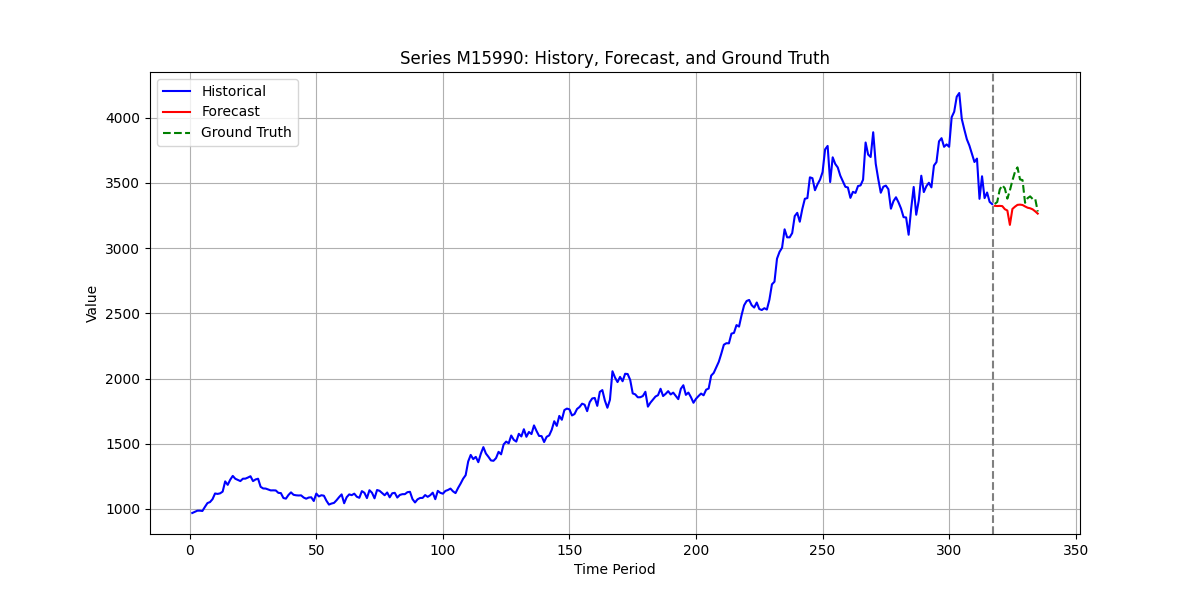 Series M15990: History, Forecast, and Ground Truth
Historical
Forecast
Ground Truth
Value
4000
3500
3000
2500
2000
1500
1000
0 50 100 150 200 250 300 350
Time Period